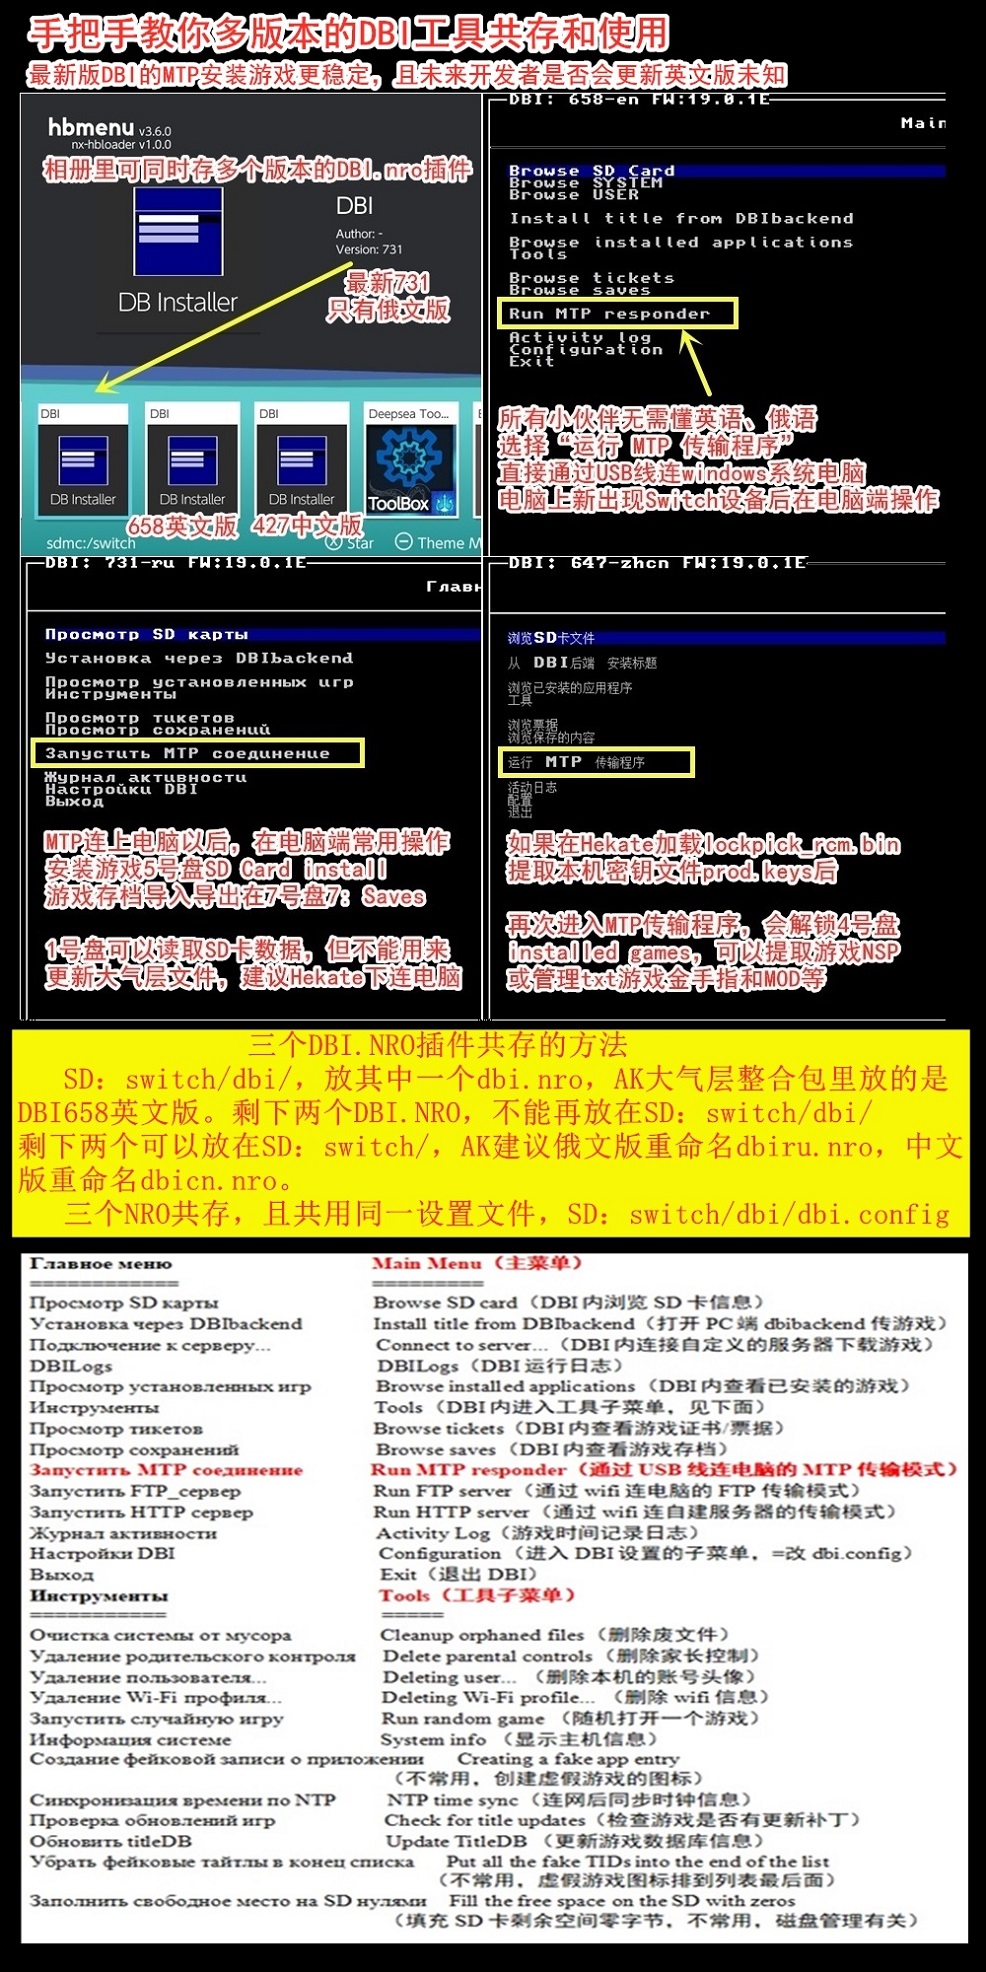 手把手教你多版本的DBI工具共存和使用
最新版DBI的MTP安装游戏更稳定，且未来开发者是否会更新英文版未知
hbmenu v3.6.0
nx-hbloader v1.0.0
相册里可同时存多个版本的DBI.nro插件
DBI
Author: -
Version: 731
DB Installer
最新731
只有俄文版
DBI
DBI
DBI
Deepsea Too...
DB Installer
DB Installer
DB Installer
ToolBox
658英文版
427中文版
sdmc:/switch
Ⓧ Star
⊖ Theme M
DBI: 658-en FW:19.0.1E
Main
Browse SD Card
Browse SYSTEM
Browse USER
Install title from DBIbackend
Browse installed applications
Tools
Browse tickets
Browse saves
Run MTP responder
Activity log
Configuration
Exit
所有小伙伴无需懂英语、俄语
选择“运行 MTP 传输程序”
直接通过USB线连windows系统电脑
电脑上新出现Switch设备后在电脑端操作
DBI: 731-ru FW:19.0.1E
Главн
Просмотр SD карты
Установка через DBIbackend
Просмотр установленных игр
Инструменты
Просмотр тикетов
Просмотр сохранений
Запустить MTP соединение
Журнал активности
Настройки DBI
Выход
MTP连上电脑以后，在电脑端常用操作
安装游戏5号盘SD Card install
游戏存档导入导出在7号盘7: Saves
1号盘可以读取SD卡数据，但不能用来
更新大气层文件，建议Hekate下连电脑
DBI: 647-zhcn FW:19.0.1E
浏览SD卡文件
从 DBI后端 安装标题
浏览已安装的应用程序
工具
浏览票据
浏览保存的内容
运行 MTP 传输程序
活动日志
配置
退出
如果在Hekate加载lockpick_rcm.bin
提取本机密钥文件prod.keys后
再次进入MTP传输程序，会解锁4号盘
installed games，可以提取游戏NSP
或管理txt游戏金手指和MOD等
三个DBI.NRO插件共存的方法
SD: switch/dbi/，放其中一个dbi.nro，AK大气层整合包里放的是
DBI658英文版。剩下两个DBI.NRO，不能再放在SD: switch/dbi/
剩下两个可以放在SD: switch/，AK建议俄文版重命名dbiru.nro，中文
版重命名dbicn.nro。
三个NRO共存，且共用同一设置文件，SD: switch/dbi/dbi.config
Главное меню Main Menu（主菜单）
============ =========
Просмотр SD карты Browse SD card（DBI内浏览 SD 卡信息）
Установка через DBIbackend Install title from DBIbackend（打开 PC 端 dbibackend 传游戏）
Подключение к серверу... Connect to server...（DBI内连接自定义的服务器下载游戏）
DBILogs DBILogs（DBI 运行日志）
Просмотр установленных игр Browse installed applications（DBI内查看已安装的游戏）
Инструменты Tools（DBI内进入工具子菜单，见下面）
Просмотр тикетов Browse tickets（DBI内查看游戏证书/票据）
Просмотр сохранений Browse saves（DBI内查看游戏存档）
Запустить MTP соединение Run MTP responder（通过 USB 线连电脑的 MTP 传输模式）
Запустить FTP_сервер Run FTP server（通过 wifi 连电脑的 FTP 传输模式）
Запустить HTTP сервер Run HTTP server（通过 wifi 连自建服务器的传输模式）
Журнал активности Activity Log（游戏时间记录日志）
Настройки DBI Configuration（进入 DBI 设置的子菜单，=改 dbi.config）
Выход Exit（退出 DBI）
Инструменты Tools（工具子菜单）
=========== =====
Очистка системы от мусора Cleanup orphaned files（删除废文件）
Удаление родительского контроля Delete parental controls（删除家长控制）
Удаление пользователя... Deleting user...（删除本机的账号头像）
Удаление Wi-Fi профиля... Deleting Wi-Fi profile...（删除 wifi 信息）
Запустить случайную игру Run random game（随机打开一个游戏）
Информация системе System info（显示主机信息）
Создание фейковой записи о приложении Creating a fake app entry
（不常用，创建虚假游戏的图标）
Синхронизация времени по NTP NTP time sync（连网后同步时钟信息）
Проверка обновлений игр Check for title updates（检查游戏是否有更新补丁）
Обновить titleDB Update TitleDB（更新游戏数据库信息）
Убрать фейковые тайтлы в конец списка Put all the fake TIDs into the end of the list
（不常用，虚假游戏图标排到列表最后面）
Заполнить свободное место на SD нулями Fill the free space on the SD with zeros
（填充 SD 卡剩余空间零字节，不常用，磁盘管理有关）